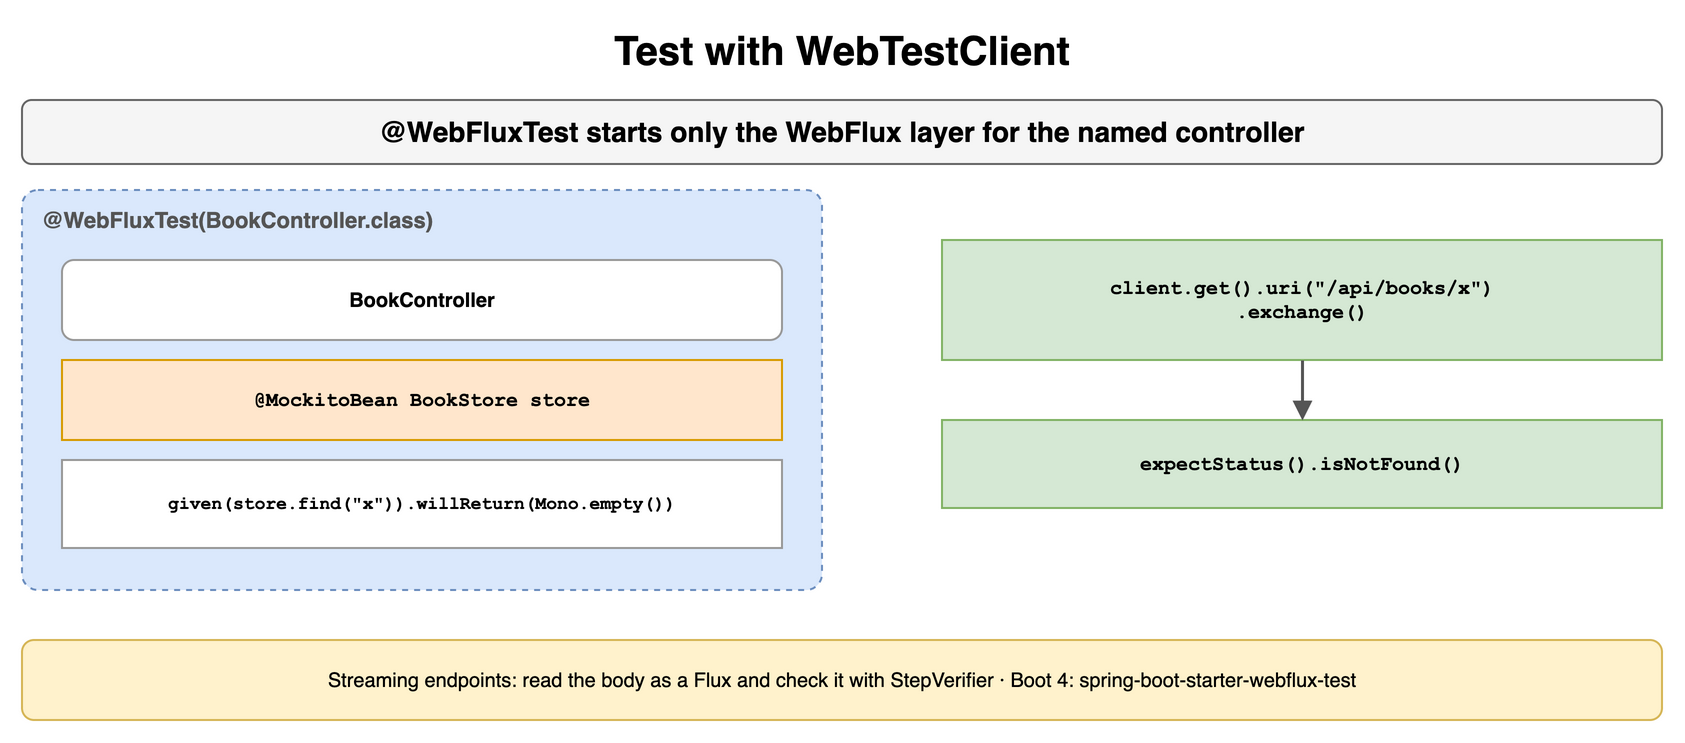 Test with WebTestClient
@WebFluxTest starts only the WebFlux layer for the named controller
@WebFluxTest(BookController.class)
BookController
@MockitoBean BookStore store
given(store.find("x")).willReturn(Mono.empty())
client.get().uri("/api/books/x")
.exchange()
expectStatus().isNotFound()
Streaming endpoints: read the body as a Flux and check it with StepVerifier · Boot 4: spring-boot-starter-webflux-test